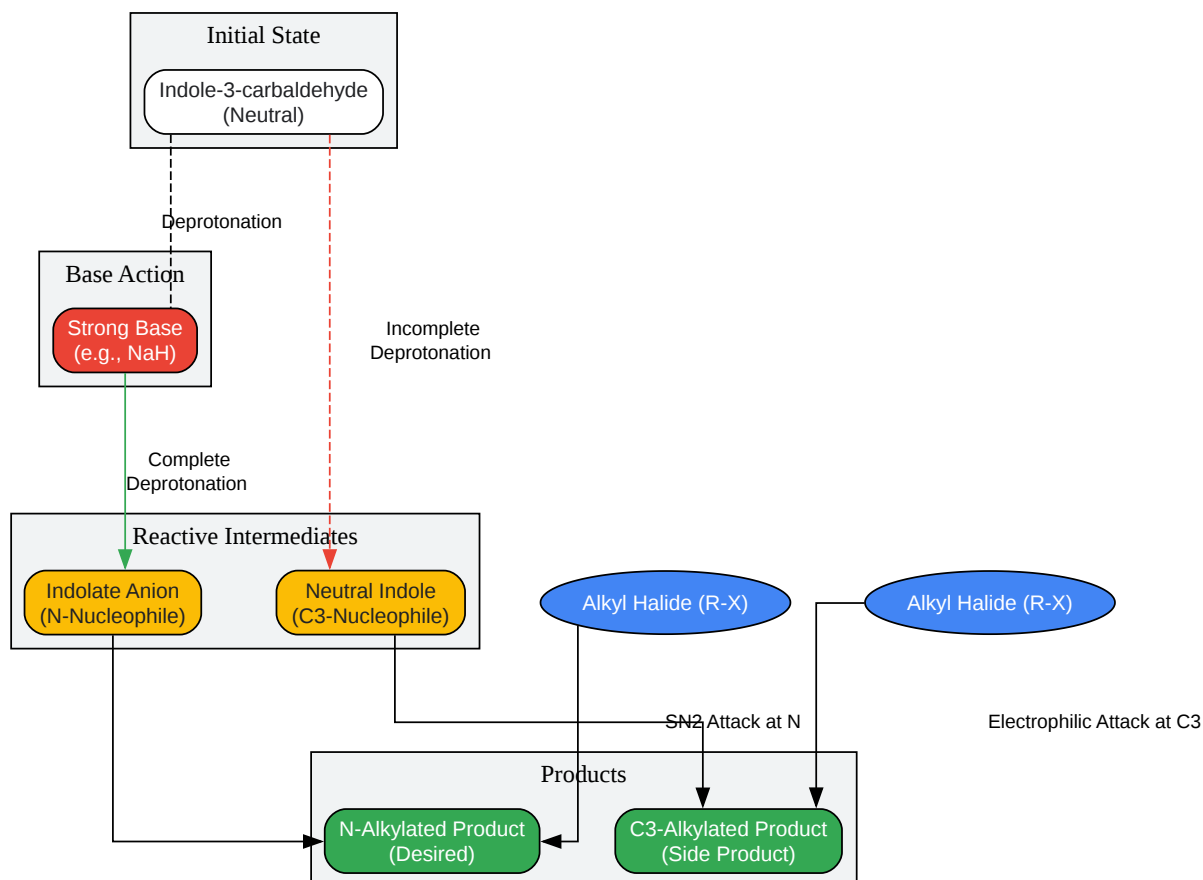 Initial State
Indole-3-carbaldehyde
(Neutral)
Deprotonation
Base Action
Strong Base
(e.g., NaH)
Incomplete
Deprotonation
Complete
Deprotonation
Reactive Intermediates
Indolate Anion
(N-Nucleophile)
Neutral Indole
(C3-Nucleophile)
Alkyl Halide (R-X)
Alkyl Halide (R-X)
SN2 Attack at N
Electrophilic Attack at C3
Products
N-Alkylated Product
(Desired)
C3-Alkylated Product
(Side Product)